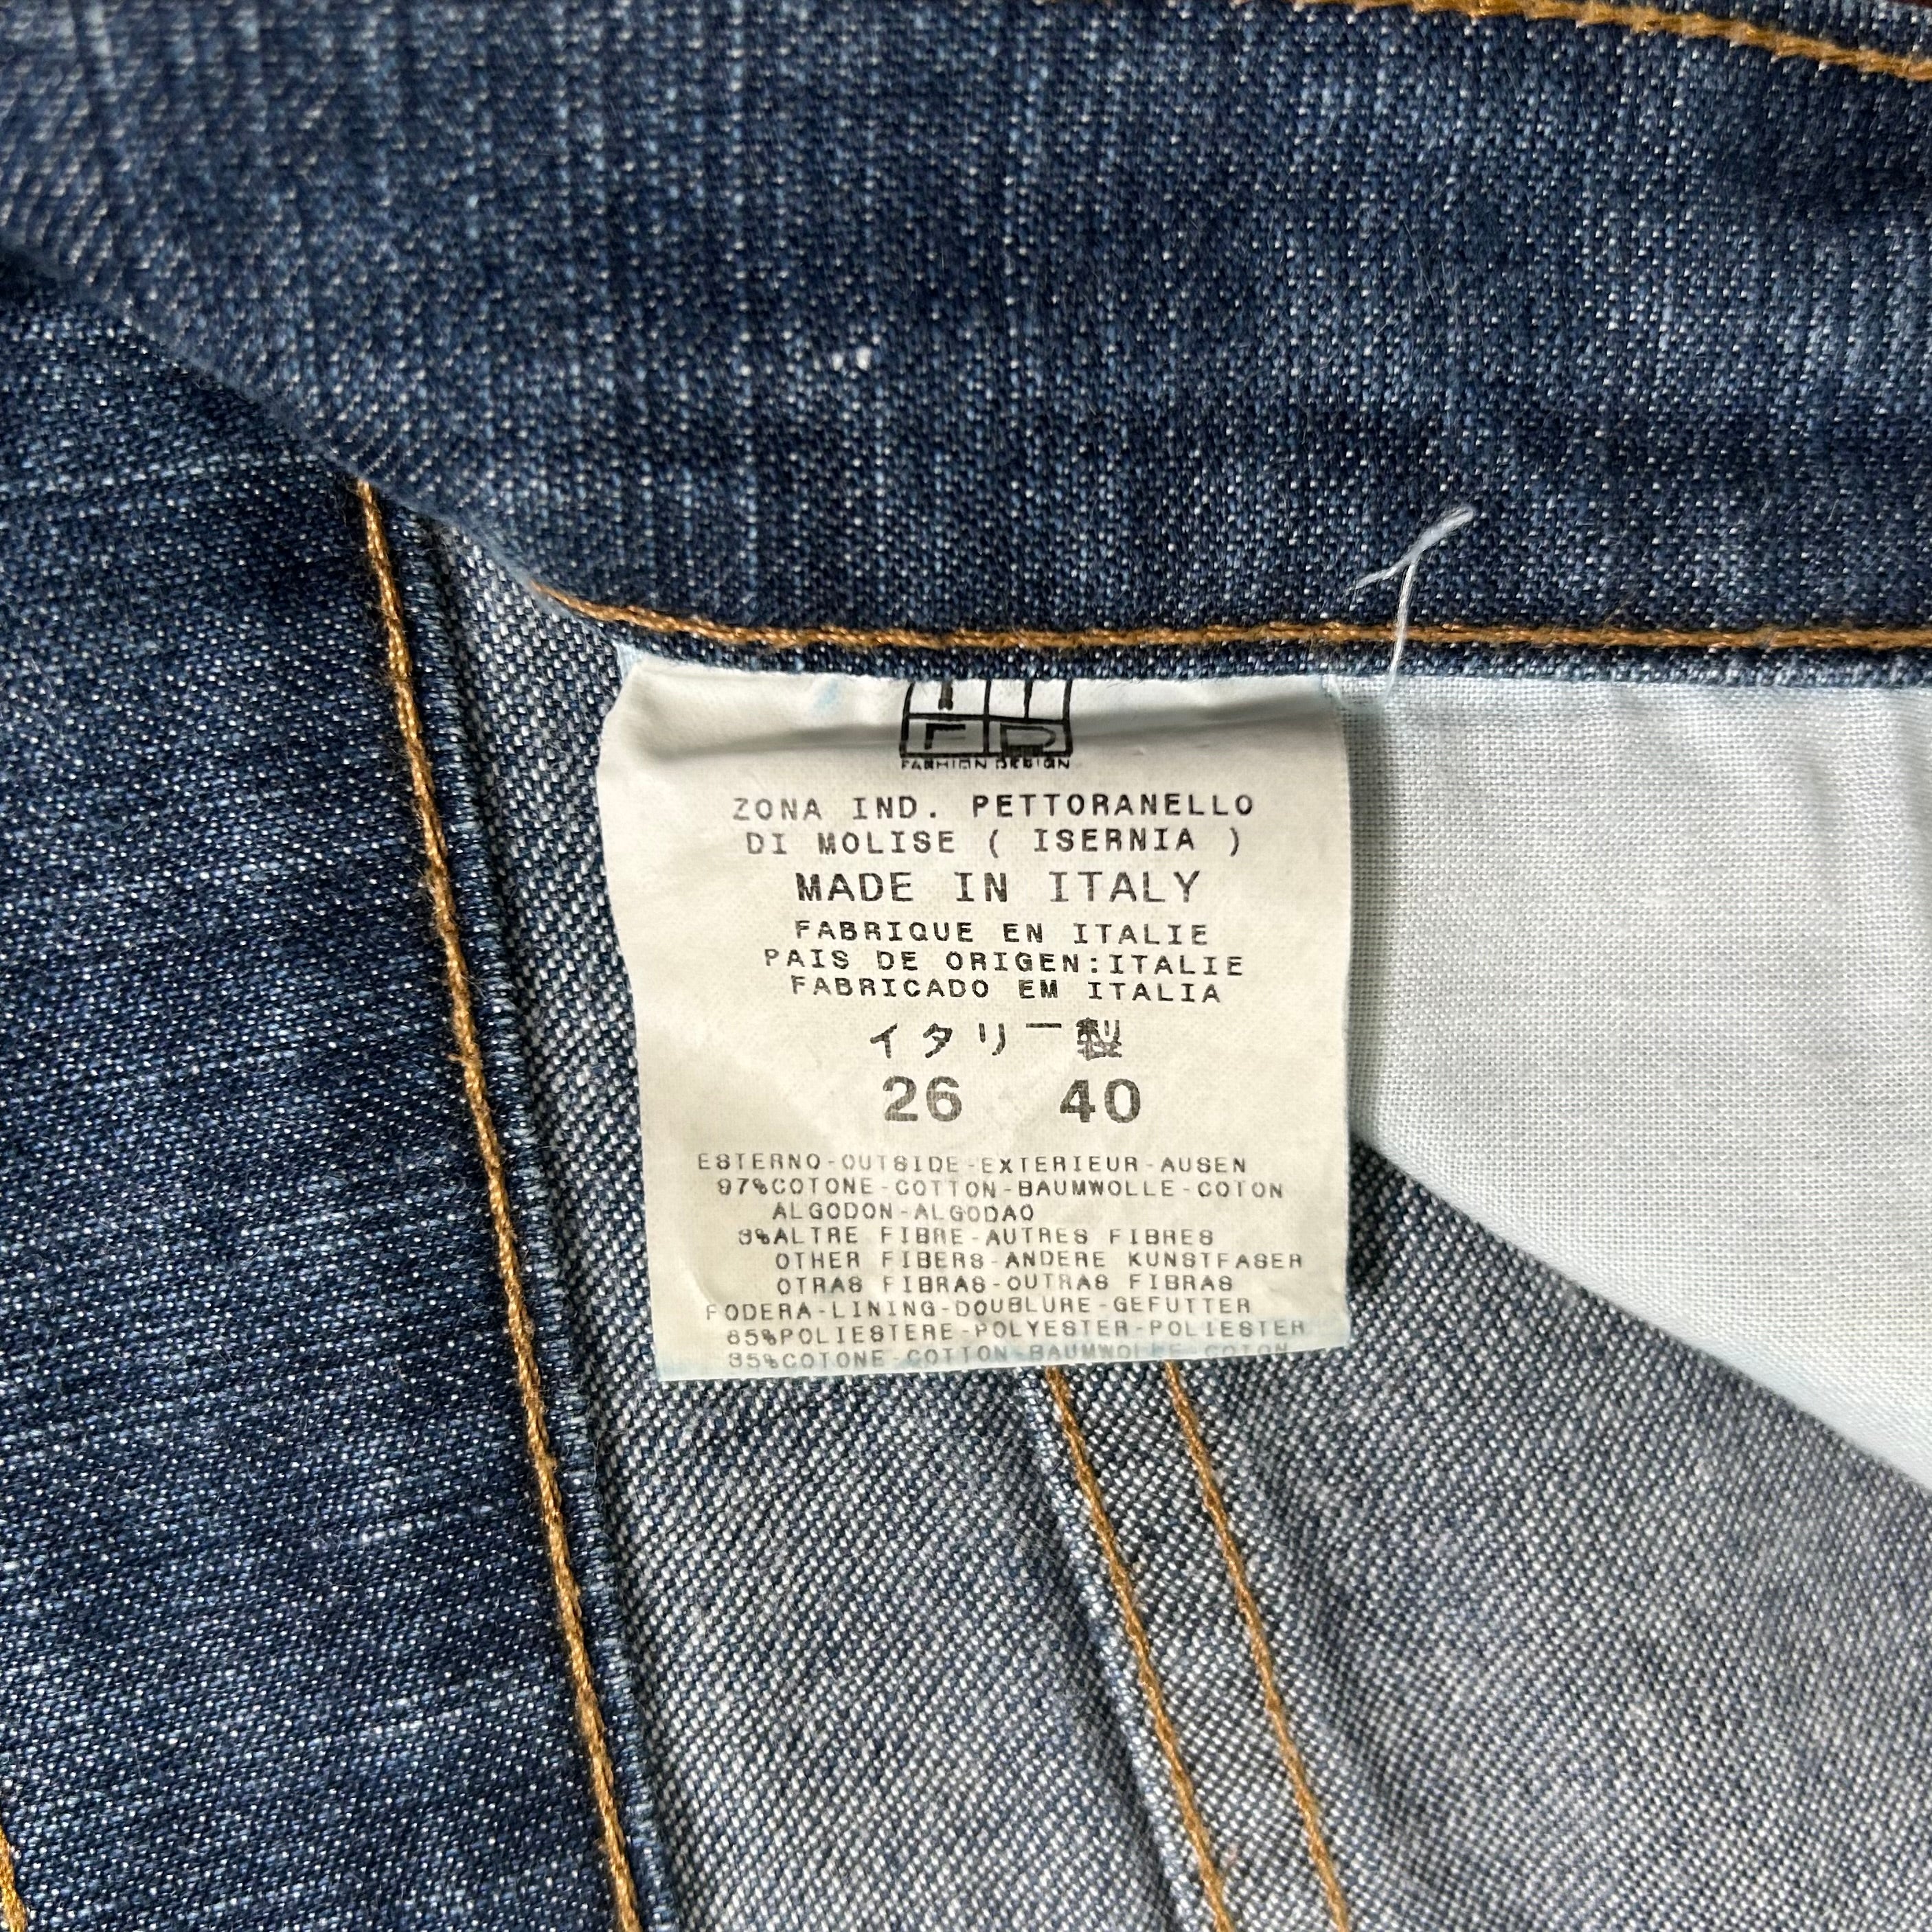 F D
FASHION DESIGN
ZONA IND. PETTORANELLO
DI MOLISE ( ISERNIA )
MADE IN ITALY
FABRIQUE EN ITALIE
PAIS DE ORIGEN:ITALIE
FABRICADO EM ITALIA
イタリー製
26 40
ESTERNO-OUTSIDE-EXTERIEUR-AUSEN
97%COTONE-COTTON-BAUMWOLLE-COTON
ALGODON-ALGODAO
3%ALTRE FIBRE-AUTRES FIBRES
OTHER FIBERS-ANDERE KUNSTFASER
OTRAS FIBRAS-OUTRAS FIBRAS
FODERA-LINING-DOUBLURE-GEFUTTER
65%POLIESTERE-POLYESTER-POLIESTER
35%COTONE-COTTON-BAUMWOLLE-COTON